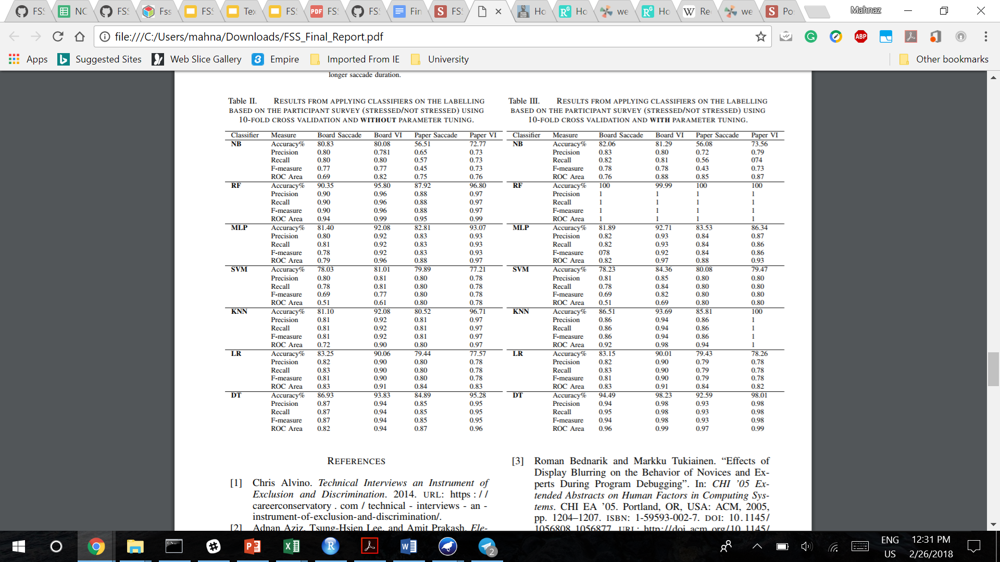 FSS
NC
FSS
Fss
FSS
Tex
FSS
FSS
FSS
Fin
FSS
Ho
Ho
we
Ho
Re
we
Po
Mahnaz
file:///C:/Users/mahna/Downloads/FSS_Final_Report.pdf
Apps Suggested Sites Web Slice Gallery Empire Imported From IE University Other bookmarks
longer saccade duration.
Table II. RESULTS FROM APPLYING CLASSIFIERS ON THE LABELLING
BASED ON THE PARTICIPANT SURVEY (STRESSED/NOT STRESSED) USING
10-FOLD CROSS VALIDATION AND WITHOUT PARAMETER TUNING.
Classifier Measure Board Saccade Board VI Paper Saccade Paper VI
NB Accuracy% 80.83 80.08 56.51 72.77
Precision 0.80 0.781 0.65 0.73
Recall 0.80 0.80 0.57 0.73
F-measure 0.77 0.77 0.45 0.73
ROC Area 0.69 0.82 0.75 0.76
RF Accuracy% 90.35 95.80 87.92 96.80
Precision 0.90 0.96 0.88 0.97
Recall 0.90 0.96 0.88 0.97
F-measure 0.90 0.96 0.88 0.97
ROC Area 0.94 0.99 0.95 0.99
MLP Accuracy% 81.40 92.08 82.81 93.07
Precision 0.80 0.92 0.83 0.93
Recall 0.81 0.92 0.83 0.93
F-measure 0.78 0.92 0.83 0.93
ROC Area 0.79 0.96 0.88 0.97
SVM Accuracy% 78.03 81.01 79.89 77.21
Precision 0.80 0.81 0.80 0.78
Recall 0.78 0.81 0.80 0.78
F-measure 0.69 0.77 0.80 0.78
ROC Area 0.51 0.61 0.80 0.78
KNN Accuracy% 81.10 92.08 80.52 96.71
Precision 0.81 0.92 0.81 0.97
Recall 0.81 0.92 0.81 0.97
F-measure 0.81 0.92 0.81 0.97
ROC Area 0.72 0.90 0.80 0.97
LR Accuracy% 83.25 90.06 79.44 77.57
Precision 0.82 0.90 0.80 0.78
Recall 0.83 0.90 0.80 0.78
F-measure 0.81 0.90 0.80 0.78
ROC Area 0.83 0.91 0.84 0.83
DT Accuracy% 86.93 93.83 84.89 95.28
Precision 0.87 0.94 0.85 0.95
Recall 0.87 0.94 0.85 0.95
F-measure 0.87 0.94 0.85 0.95
ROC Area 0.82 0.94 0.87 0.96
Table III. RESULTS FROM APPLYING CLASSIFIERS ON THE LABELLING
BASED ON THE PARTICIPANT SURVEY (STRESSED/NOT STRESSED) USING
10-FOLD CROSS VALIDATION AND WITH PARAMETER TUNING.
Classifier Measure Board Saccade Board VI Paper Saccade Paper VI
NB Accuracy% 82.06 81.29 56.08 73.56
Precision 0.83 0.80 0.72 0.79
Recall 0.82 0.81 0.56 074
F-measure 0.78 0.78 0.43 0.73
ROC Area 0.76 0.88 0.85 0.87
RF Accuracy% 100 99.99 100 100
Precision 1 1 1 1
Recall 1 1 1 1
F-measure 1 1 1 1
ROC Area 1 1 1 1
MLP Accuracy% 81.89 92.71 83.53 86.34
Precision 0.82 0.93 0.84 0.87
Recall 0.82 0.93 0.84 0.86
F-measure 078 0.92 0.84 0.86
ROC Area 0.82 0.97 0.88 0.93
SVM Accuracy% 78.23 84.36 80.08 79.47
Precision 0.81 0.85 0.80 0.80
Recall 0.78 0.84 0.80 0.80
F-measure 0.69 0.82 0.80 0.80
ROC Area 0.51 0.69 0.80 0.80
KNN Accuracy% 86.51 93.69 85.81 100
Precision 0.86 0.94 0.86 1
Recall 0.86 0.94 0.86 1
F-measure 0.86 0.94 0.86 1
ROC Area 0.92 0.98 0.94 1
LR Accuracy% 83.15 90.01 79.43 78.26
Precision 0.82 0.90 0.79 0.78
Recall 0.83 0.90 0.79 0.78
F-measure 0.81 0.90 0.79 0.78
ROC Area 0.83 0.91 0.84 0.82
DT Accuracy% 94.49 98.23 92.59 98.01
Precision 0.94 0.98 0.93 0.98
Recall 0.95 0.98 0.93 0.98
F-measure 0.94 0.98 0.93 0.98
ROC Area 0.96 0.99 0.97 0.99
REFERENCES
[1] Chris Alvino. Technical Interviews an Instrument of
Exclusion and Discrimination. 2014. URL: https : / /
careerconservatory . com / technical - interviews - an -
instrument-of-exclusion-and-discrimination/.
[2] Adnan Aziz, Tsung-Hsien Lee, and Amit Prakash. Ele-
[3] Roman Bednarik and Markku Tukiainen. “Effects of
Display Blurring on the Behavior of Novices and Ex-
perts During Program Debugging”. In: CHI ’05 Ex-
tended Abstracts on Human Factors in Computing Sys-
tems. CHI EA ’05. Portland, OR, USA: ACM, 2005,
pp. 1204–1207. ISBN: 1-59593-002-7. DOI: 10.1145/
1056808.1056877. URL: http://doi.acm.org/10.1145/
ENG
US
12:31 PM
2/26/2018